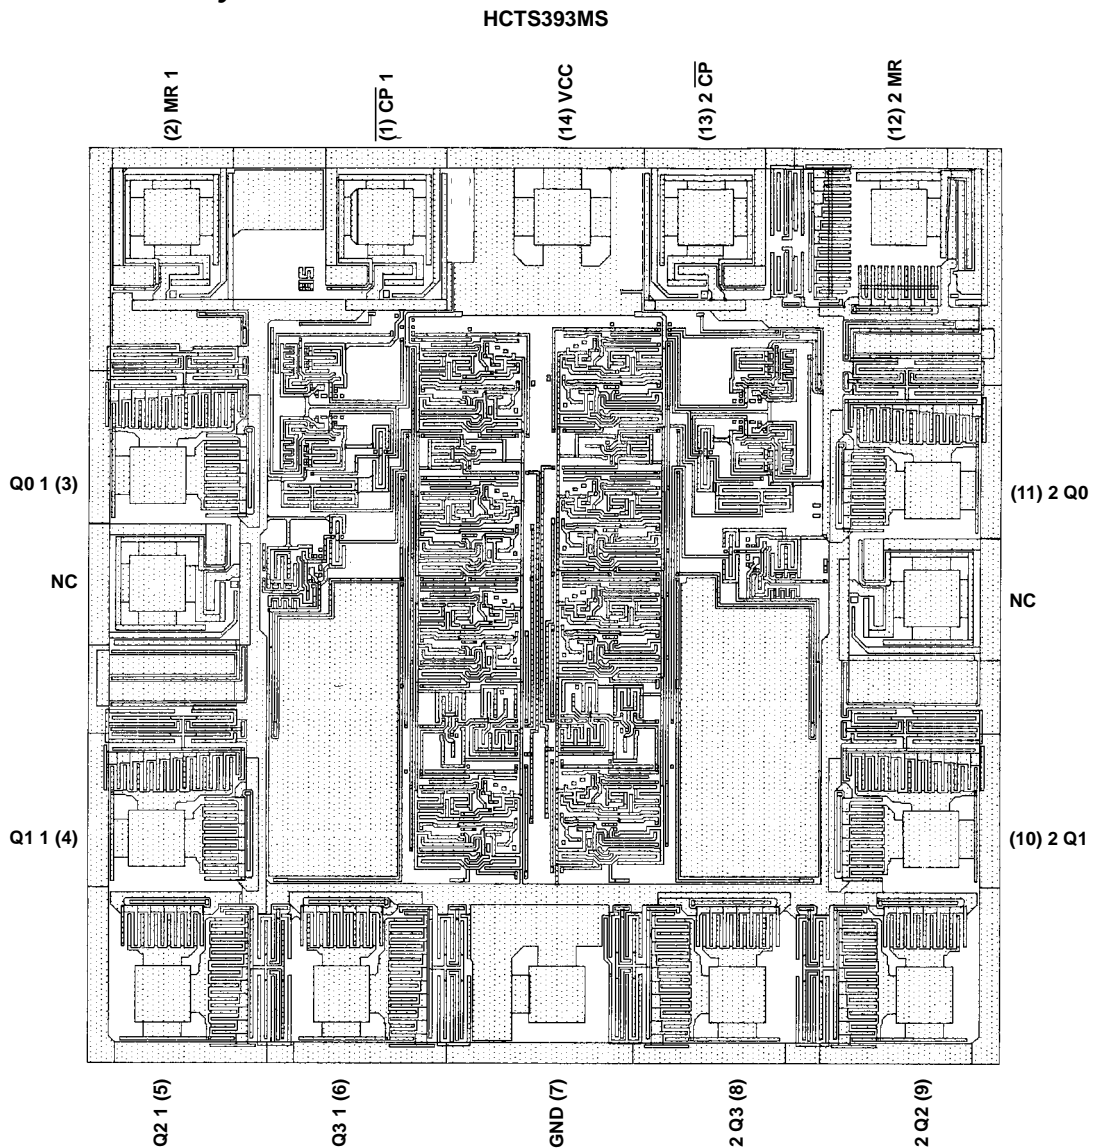 HCTS393MS
(2) MR 1
(1) C̅P̅ 1
(14) VCC
(13) 2 C̅P̅
(12) 2 MR
Q0 1 (3)
(11) 2 Q0
NC
NC
Q1 1 (4)
(10) 2 Q1
Q2 1 (5)
Q3 1 (6)
GND (7)
2 Q3 (8)
2 Q2 (9)